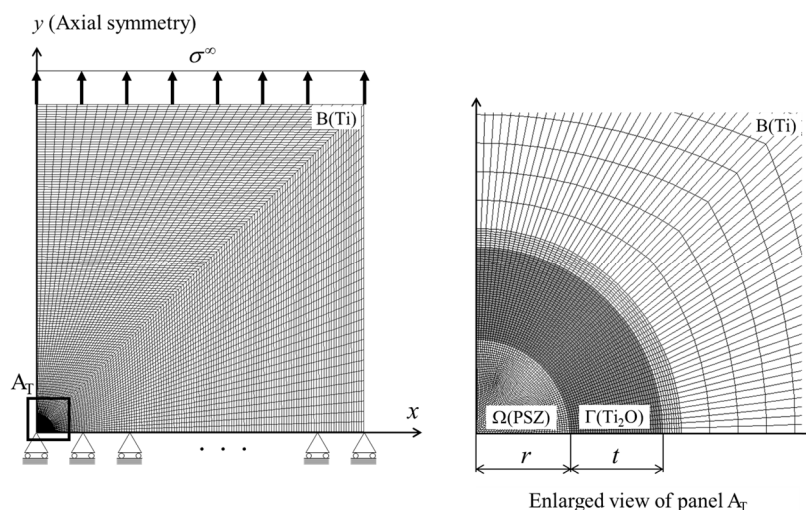 y (Axial symmetry)
σ^∞
B(Ti)
A_T
x
. . .
B(Ti)
Ω(PSZ)
Γ(Ti₂O)
r
t
Enlarged view of panel A_T